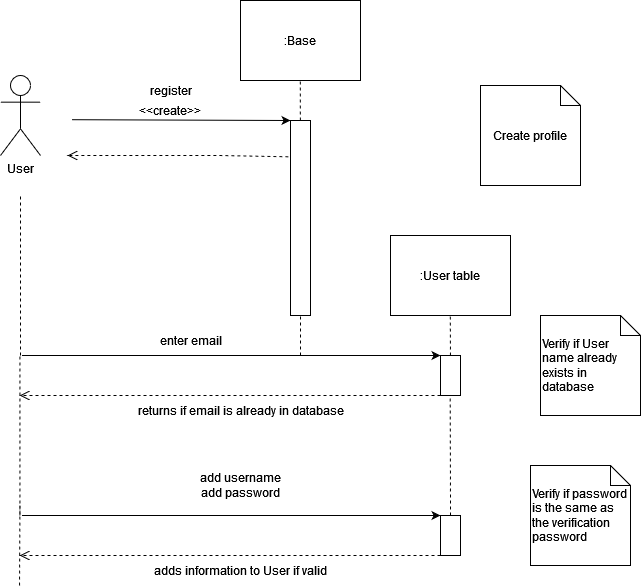 :Base
register
<<create>>
Create profile
User
:User table
enter email
Verify if User
name already
exists in
database
returns if email is already in database
add username
add password
Verify if password
is the same as
the verification
password
adds information to User if valid